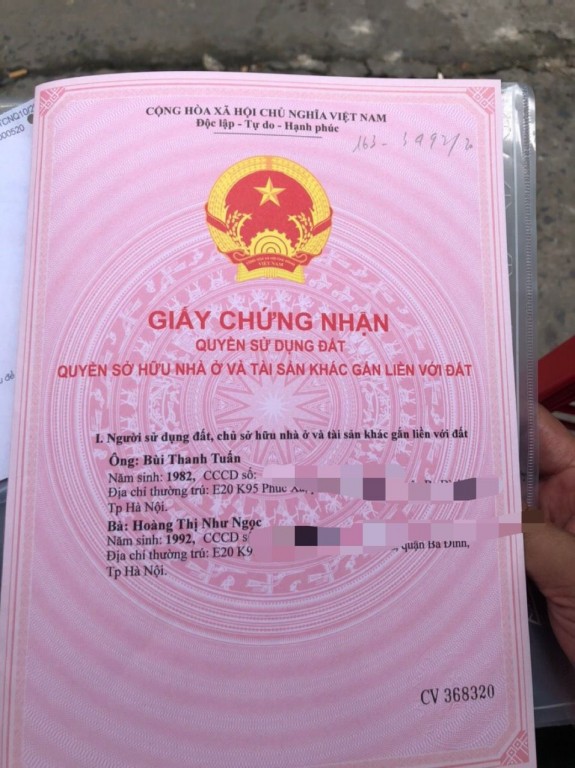 CỘNG HÒA XÃ HỘI CHỦ NGHĨA VIỆT NAM
Độc lập - Tự do - Hạnh phúc
GIẤY CHỨNG NHẬN
QUYỀN SỬ DỤNG ĐẤT
QUYỀN SỞ HỮU NHÀ Ở VÀ TÀI SẢN KHÁC GẮN LIỀN VỚI ĐẤT
I. Người sử dụng đất, chủ sở hữu nhà ở và tài sản khác gắn liền với đất
Ông: Bùi Thanh Tuấn
Năm sinh: 1982, CCCD số:
Địa chỉ thường trú: E20 K95 Phúc Xá,
Tp Hà Nội.
Bà: Hoàng Thị Như Ngọc
Năm sinh: 1992, CCCD s
Địa chỉ thường trú: E20 K9 quận Ba Đình,
Tp Hà Nội.
CV 368320